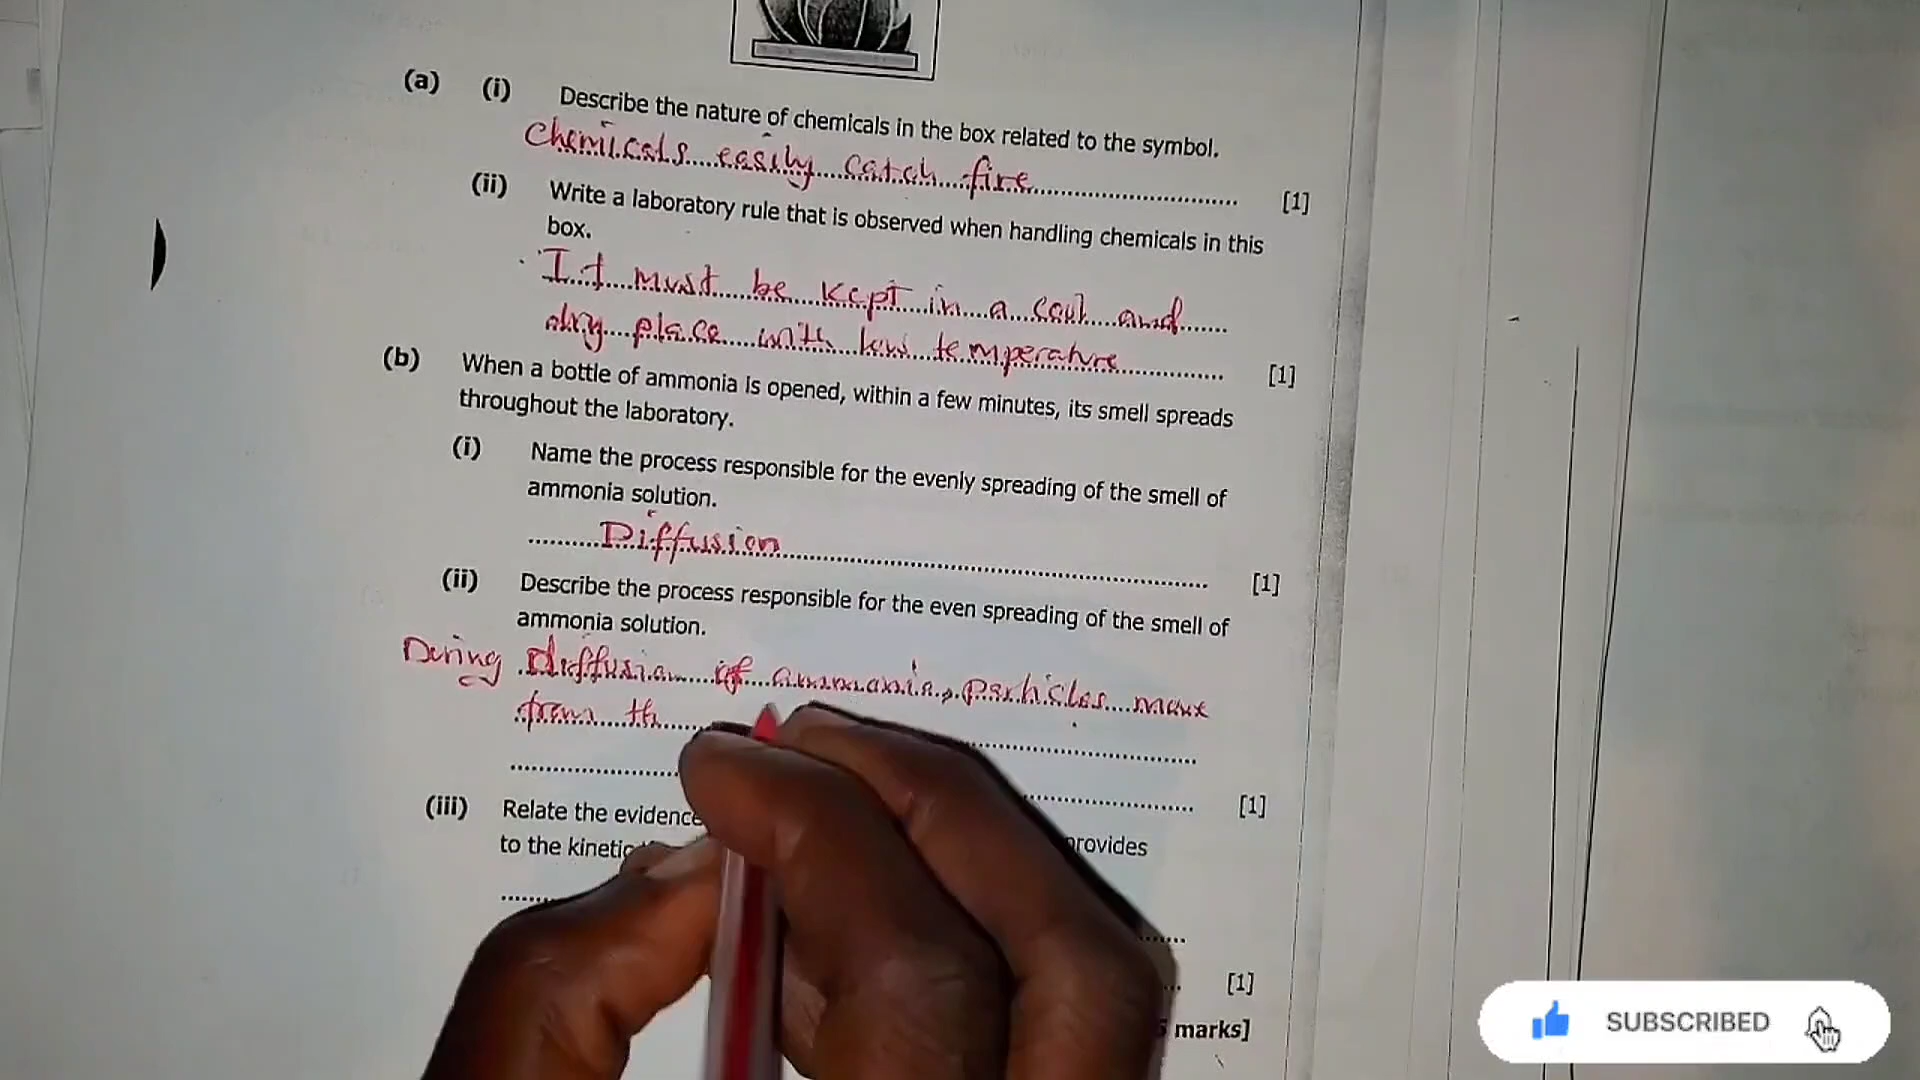 (a) (i) Describe the nature of chemicals in the box related to the symbol.
Chemicals easily catch fire [1]
(ii) Write a laboratory rule that is observed when handling chemicals in this
box.
It must be kept in a cool and
dry place with low temperature [1]
(b) When a bottle of ammonia is opened, within a few minutes, its smell spreads
throughout the laboratory.
(i) Name the process responsible for the evenly spreading of the smell of
ammonia solution.
Diffusion [1]
(ii) Describe the process responsible for the even spreading of the smell of
ammonia solution.
During diffusion of ammonia, particles move
from th
[1]
(iii) Relate the evidence provides
to the kinetic
[1]
marks]
SUBSCRIBED